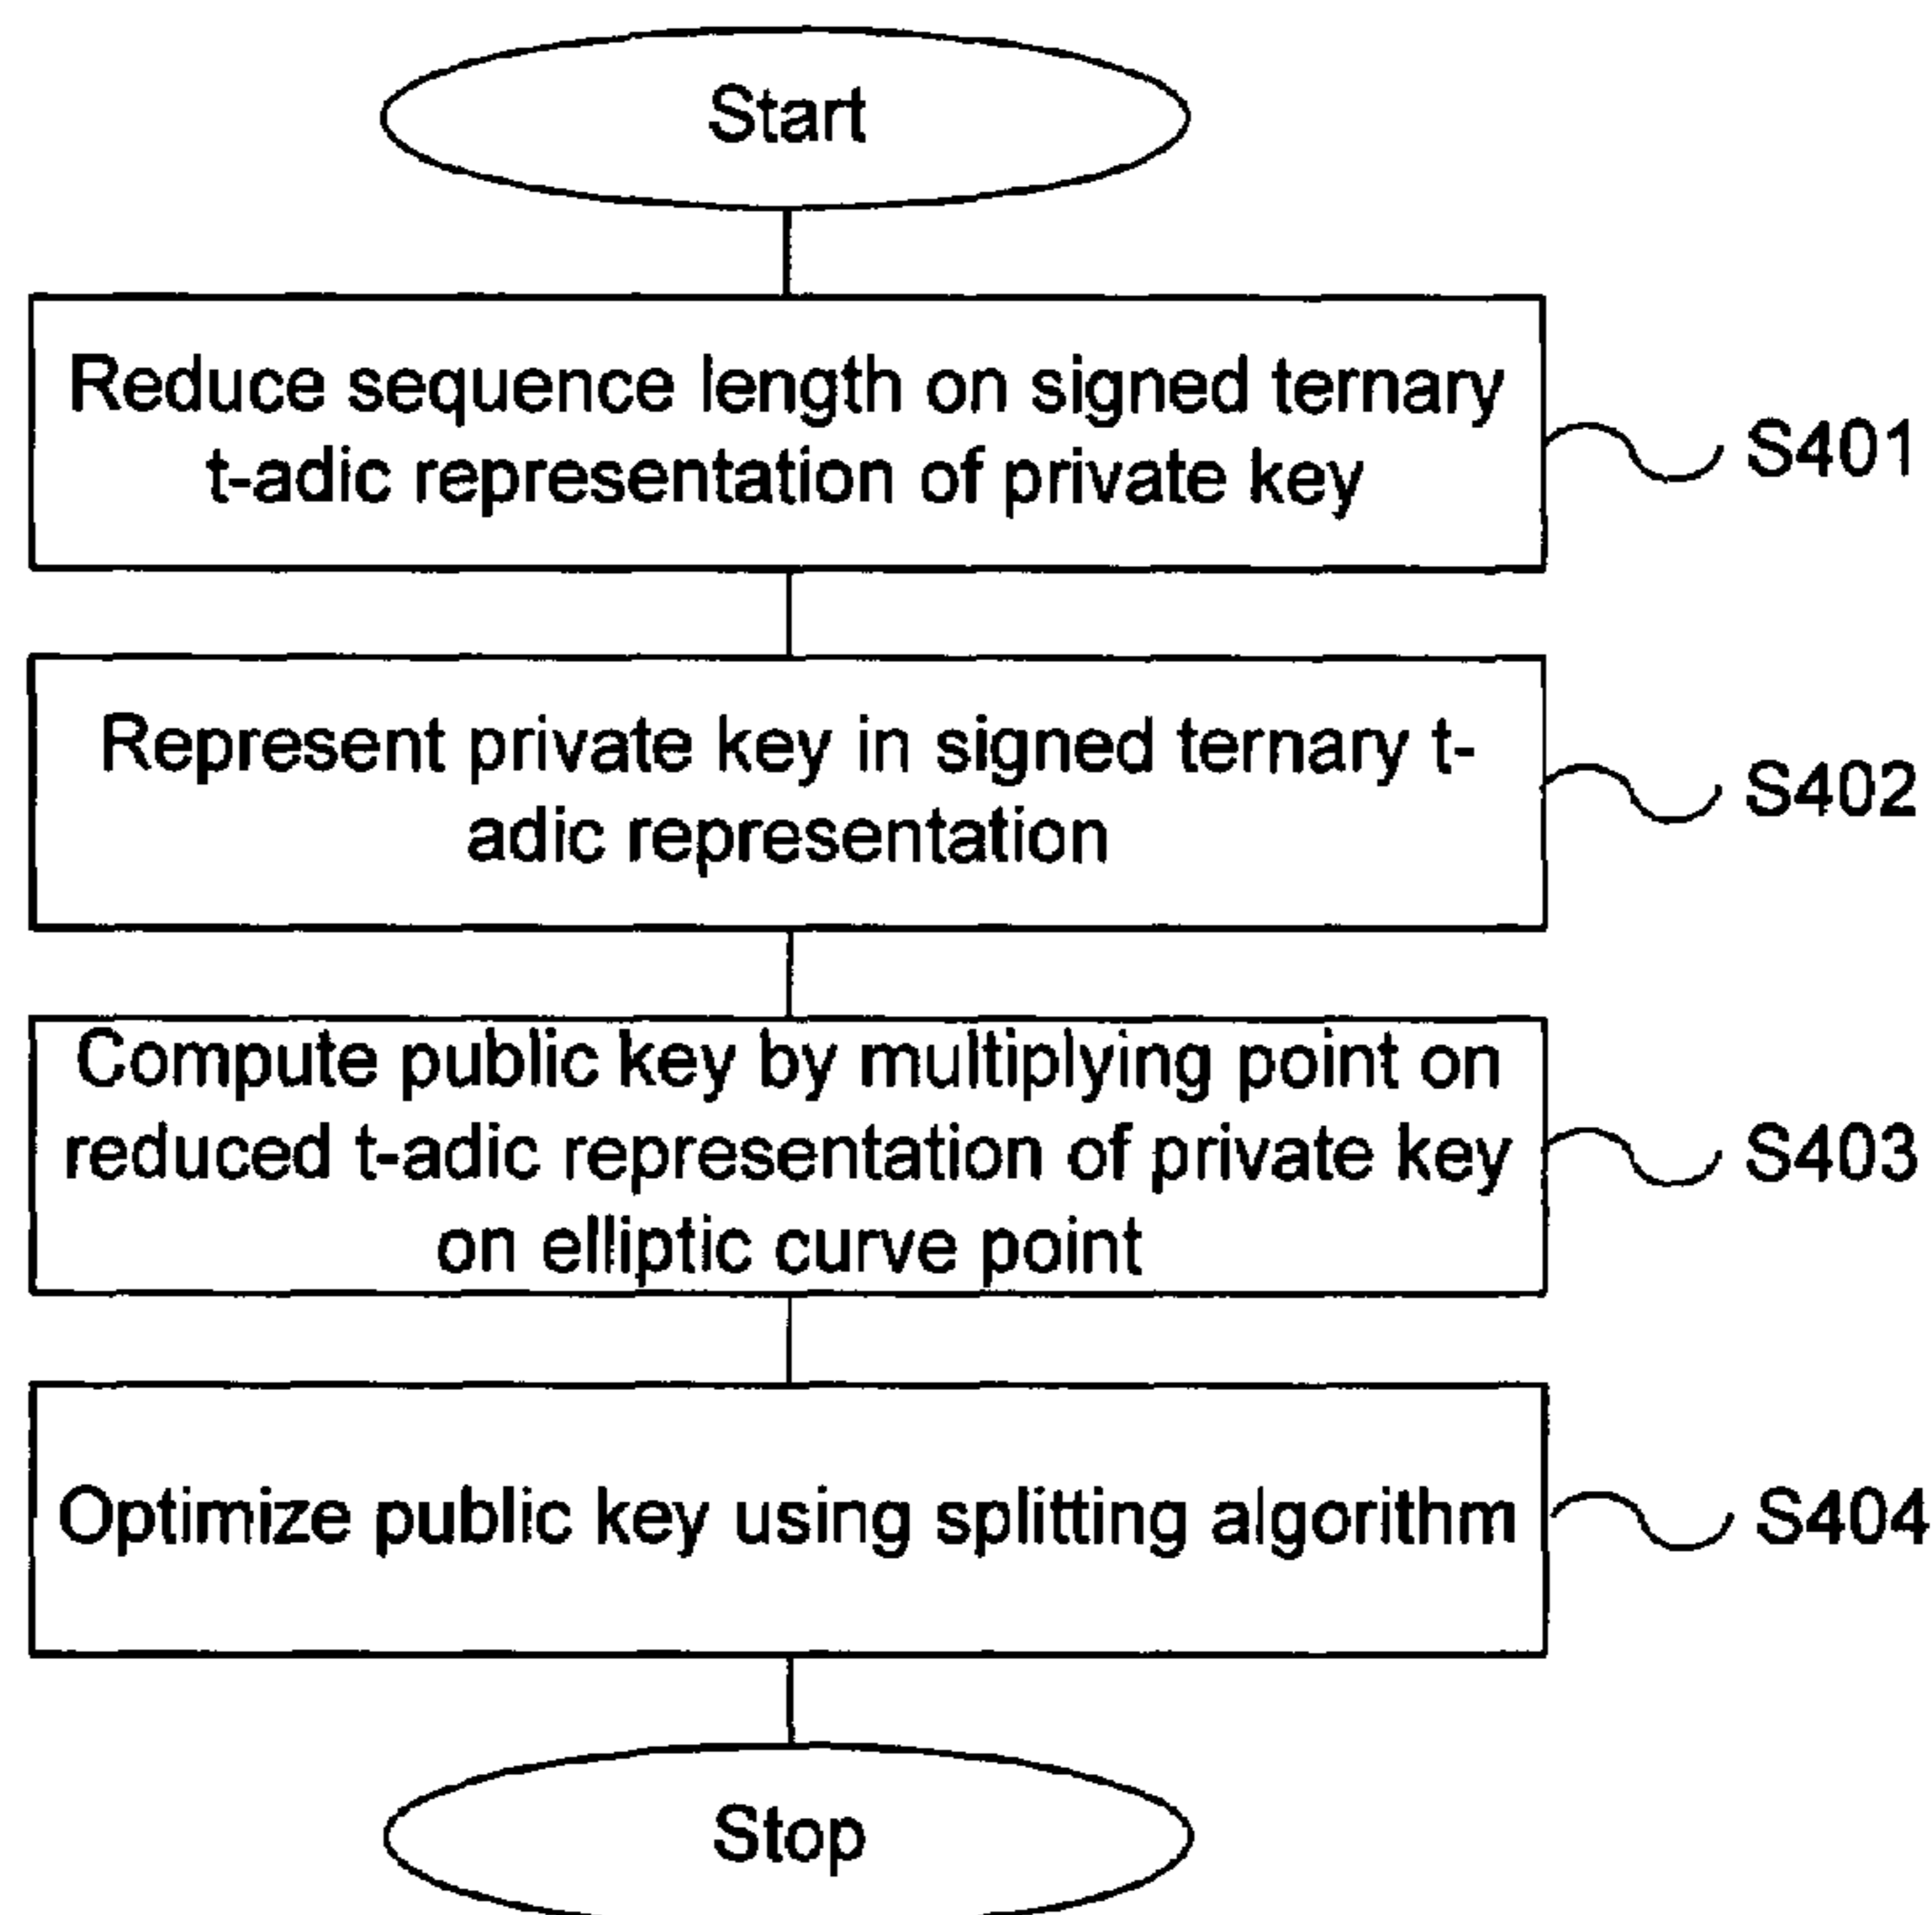 Start
Reduce sequence length on signed ternary
t-adic representation of private key
S401
Represent private key in signed ternary t-
adic representation
S402
Compute public key by multiplying point on
reduced t-adic representation of private key
on elliptic curve point
S403
Optimize public key using splitting algorithm
S404
Stop